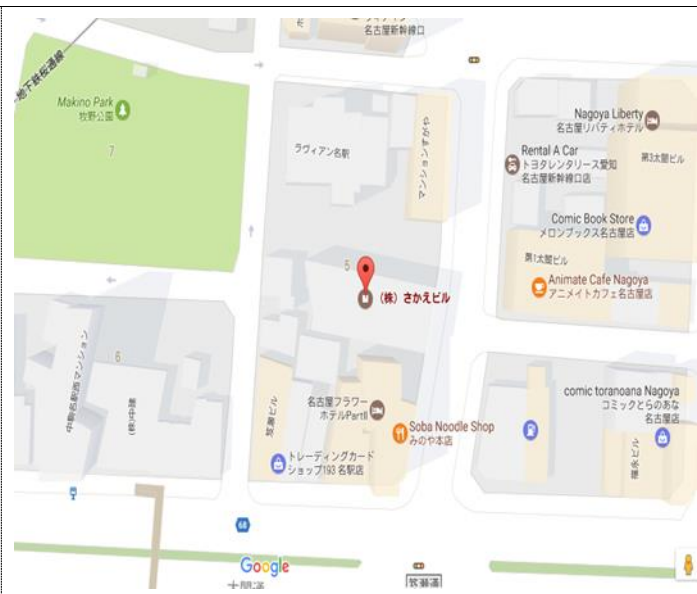 名古屋新幹線口
地下鉄桜通線
Makino Park
牧野公園
7
ラヴィアン名駅
マンションすがや
Nagoya Liberty
名古屋リバティホテル
Rental A Car
トヨタレンタリース愛知
名古屋新幹線口店
第3太閤ビル
Comic Book Store
メロンブックス名古屋店
第1太閤ビル
Animate Cafe Nagoya
アニメイトカフェ名古屋店
5
(株) さかえビル
6
中駒名駅西マンション
(株)中建
名古屋フラワー
ホテルPartII
Soba Noodle Shop
みのや本店
トレーディングカード
ショップ193 名駅店
comic toranoana Nagoya
コミックとらのあな
名古屋店
福永ビル
68
Google